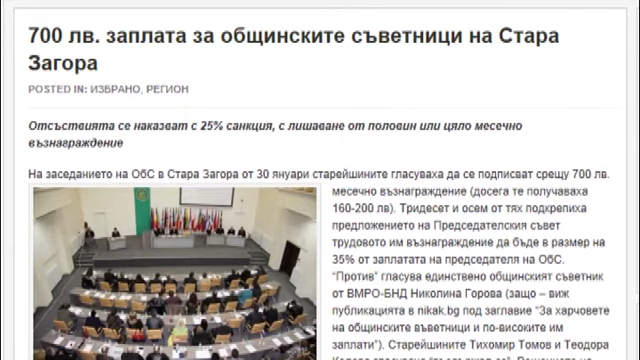 700 лв. заплата за общинските съветници на Стара
Загора
POSTED IN: ИЗБРАНО, РЕГИОН
Отсъствията се наказват с 25% санкция, с лишаване от половин или цяло месечно
възнаграждение
На заседанието на ОбС в Стара Загора от 30 януари старейшините гласуваха да се подписват срещу 700 лв.
месечно възнаграждение (досега те получаваха
160-200 лв). Тридесет и осем от тях подкрепиха
предложението на Председателския съвет
трудовото им възнаграждение да бъде в размер на
35% от заплатата на председателя на ОбС.
“Против” гласува единствено общинският съветник
от ВМРО-БНД Николина Горова (защо – виж
публикацията в nikak.bg под заглавие “За харчовете
на общинските въветници и по-високите им
заплати”). Старейшините Тихомир Томов и Теодора